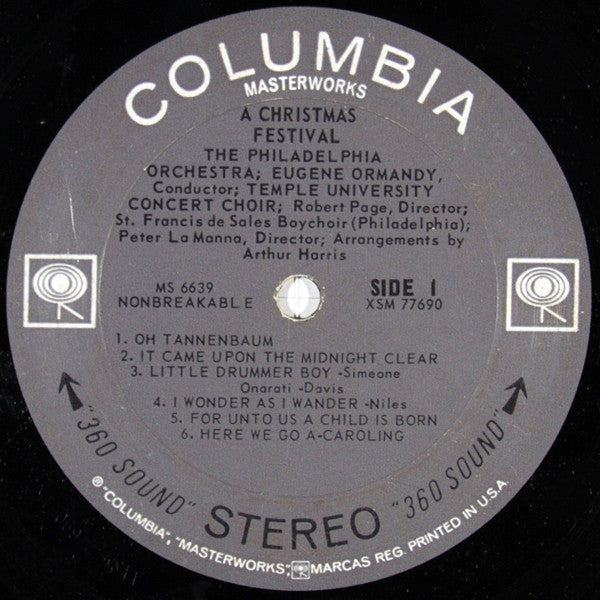 COLUMBIA
MASTERWORKS
A CHRISTMAS
FESTIVAL
THE PHILADELPHIA
ORCHESTRA; EUGENE ORMANDY,
Conductor; TEMPLE UNIVERSITY
CONCERT CHOIR; Robert Page, Director;
St. Francis de Sales Boychoir (Philadelphia);
Peter La Manna, Director; Arrangements by
Arthur Harris
MS 6639
NONBREAKABLE
SIDE 1
XSM 77690
1. OH TANNENBAUM
2. IT CAME UPON THE MIDNIGHT CLEAR
3. LITTLE DRUMMER BOY -Simeone
Onarati -Davis
4. I WONDER AS I WANDER -Niles
5. FOR UNTO US A CHILD IS BORN
6. HERE WE GO A-CAROLING
"360 SOUND" STEREO "360 SOUND"
® "COLUMBIA", "MASTERWORKS", MARCAS REG. PRINTED IN U.S.A.